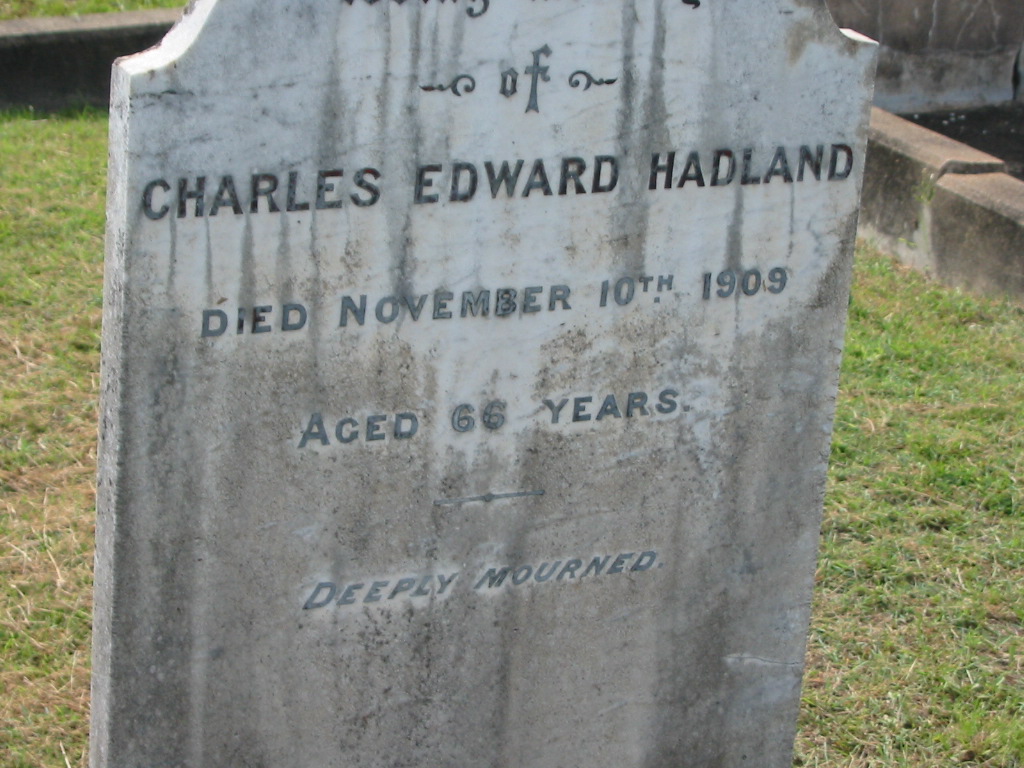 of
CHARLES EDWARD HADLAND
DIED NOVEMBER 10TH 1909
AGED 66 YEARS.
DEEPLY MOURNED.